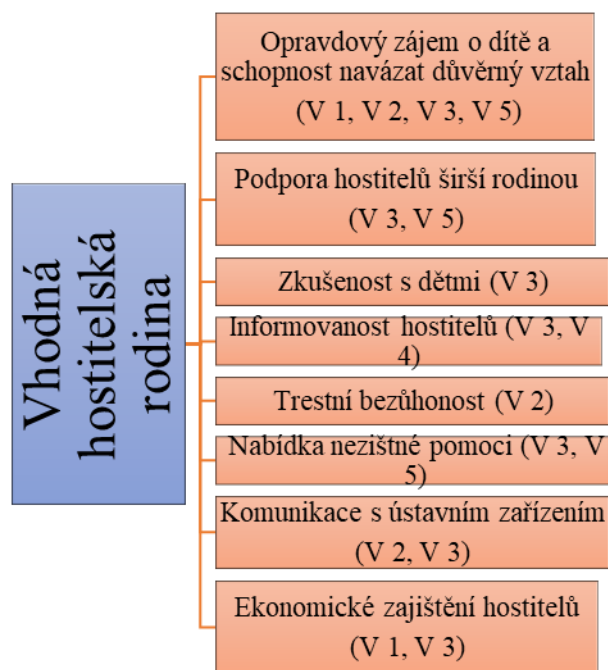 Vhodná
hostitelská
rodina
Opravdový zájem o dítě a
schopnost navázat důvěrný vztah
(V 1, V 2, V 3, V 5)
Podpora hostitelů širší rodinou
(V 3, V 5)
Zkušenost s dětmi (V 3)
Informovanost hostitelů (V 3, V
4)
Trestní bezůhonost (V 2)
Nabídka nezištné pomoci (V 3, V
5)
Komunikace s ústavním zařízením
(V 2, V 3)
Ekonomické zajištění hostitelů
(V 1, V 3)